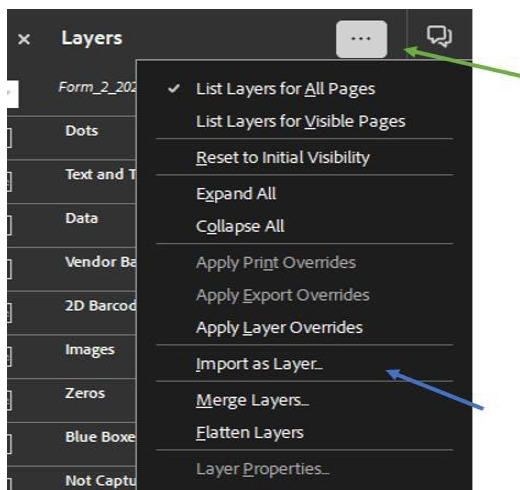 Layers
Form_2_202
Dots
Text and T
Data
Vendor Ba
2D Barcod
Images
Zeros
Blue Boxe
Not Captu
List Layers for All Pages
List Layers for Visible Pages
Reset to Initial Visibility
Expand All
Collapse All
Apply Print Overrides
Apply Export Overrides
Apply Layer Overrides
Import as Layer...
Merge Layers...
Flatten Layers
Layer Properties...